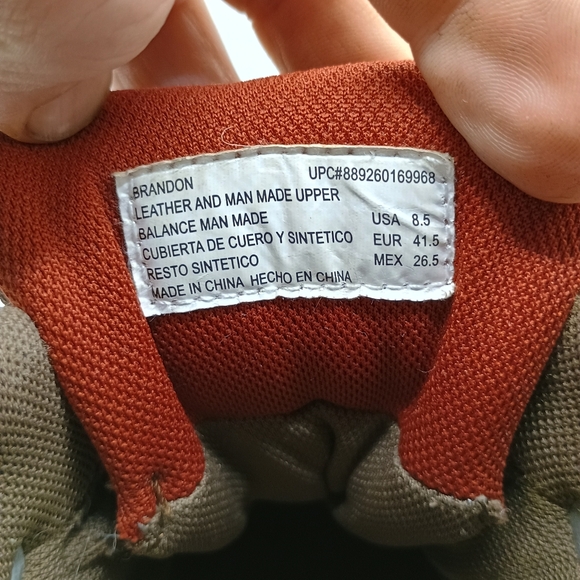 BRANDON UPC#889260169968
LEATHER AND MAN MADE UPPER
BALANCE MAN MADE USA 8.5
CUBIERTA DE CUERO Y SINTETICO EUR 41.5
RESTO SINTETICO MEX 26.5
MADE IN CHINA HECHO EN CHINA